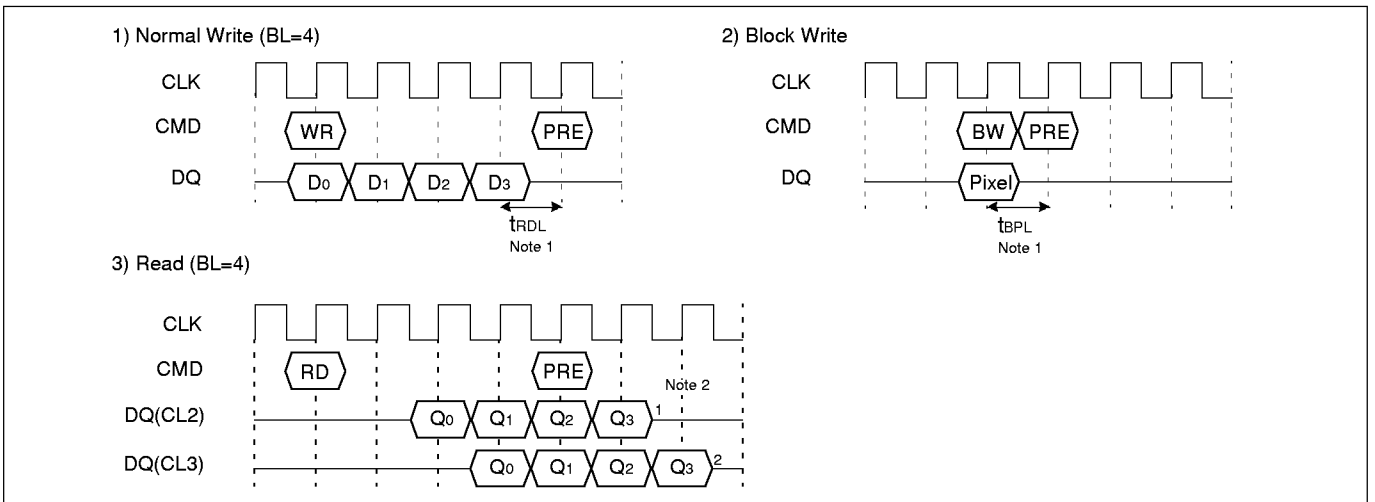 1) Normal Write (BL=4)
CLK
CMD WR PRE
DQ D0 D1 D2 D3
tRDL
Note 1
2) Block Write
CLK
CMD BW PRE
DQ Pixel
tBPL
Note 1
3) Read (BL=4)
CLK
CMD RD PRE
Note 2
DQ(CL2) Q0 Q1 Q2 Q3 1
DQ(CL3) Q0 Q1 Q2 Q3 2